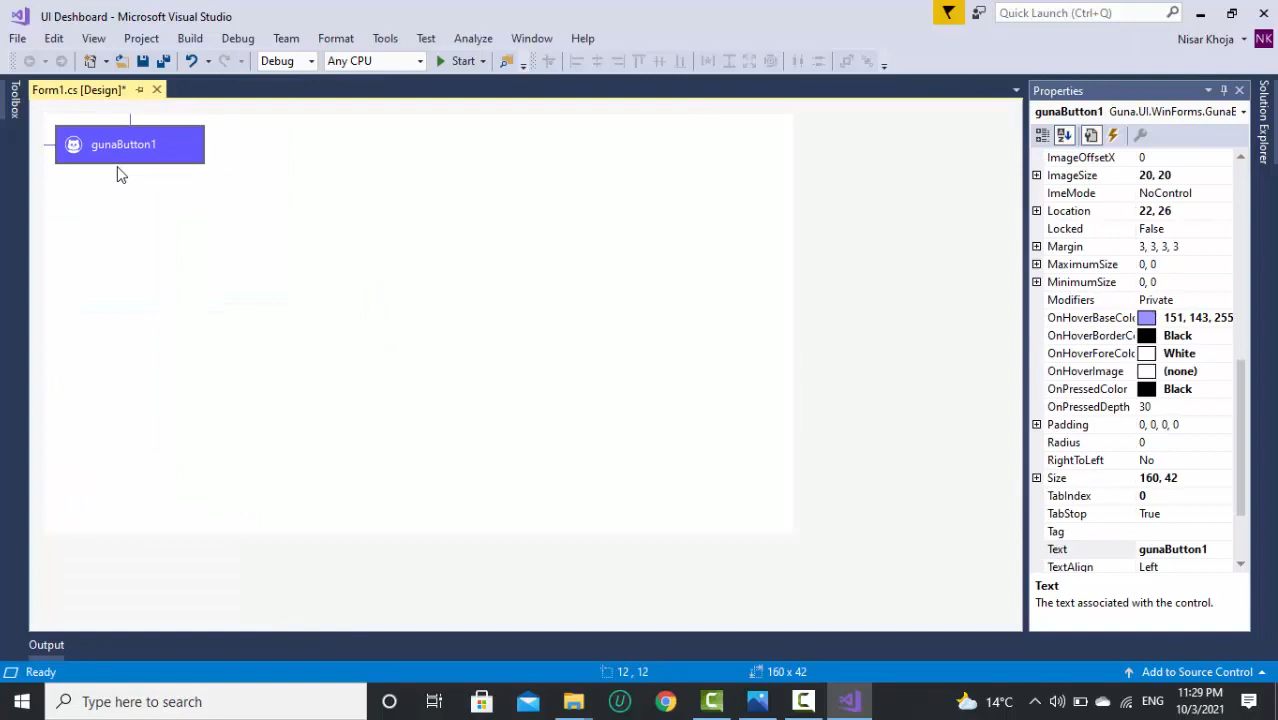 UI Deshboard - Microsoft Visual Studio
Quick Launch (Ctrl+Q)
File Edit View Project Build Debug Team Format Tools Test Analyze Window Help
Nisar Khoja NK
Debug Any CPU Start
Form1.cs [Design]*
Toolbox
gunaButton1
Properties
gunaButton1 Guna.UI.WinForms.GunaE
ImageOffsetX 0
ImageSize 20, 20
ImeMode NoControl
Location 22, 26
Locked False
Margin 3, 3, 3, 3
MaximumSize 0, 0
MinimumSize 0, 0
Modifiers Private
OnHoverBaseColo 151, 143, 255
OnHoverBorderCo Black
OnHoverForeColo White
OnHoverImage (none)
OnPressedColor Black
OnPressedDepth 30
Padding 0, 0, 0, 0
Radius 0
RightToLeft No
Size 160, 42
TabIndex 0
TabStop True
Tag
Text gunaButton1
TextAlign Left
Text
The text associated with the control.
Solution Explorer
Output
Ready 12 , 12 160 x 42 Add to Source Control
Type here to search
14°C ENG
11:29 PM
10/3/2021